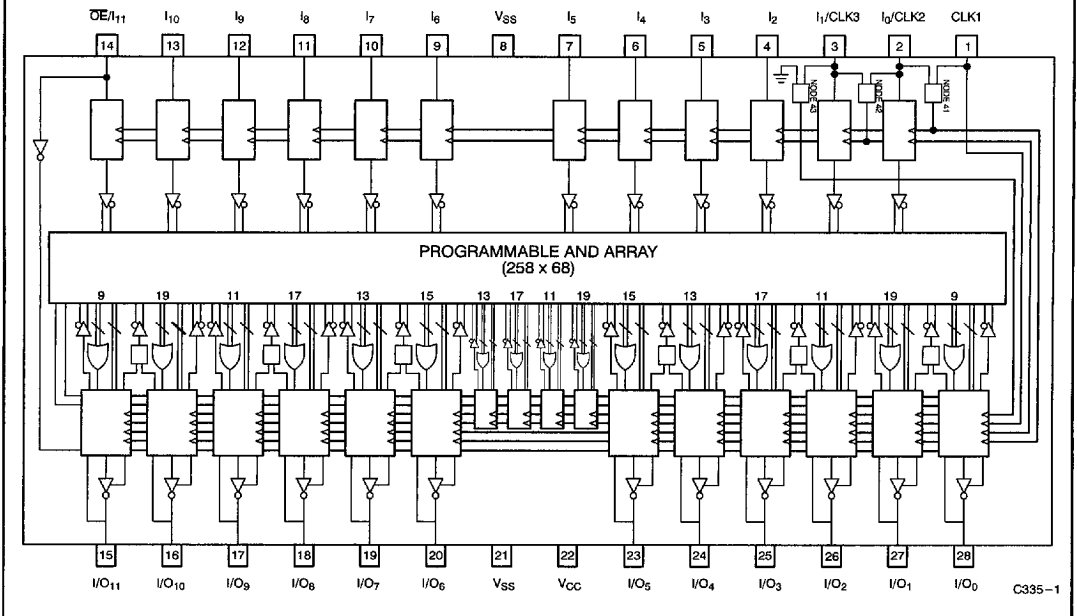 OE/I11 I10 I9 I8 I7 I6 VSS I5 I4 I3 I2 I1/CLK3 I0/CLK2 CLK1
14 13 12 11 10 9 8 7 6 5 4 3 2 1
NODE 43 NODE 42 NODE 41
PROGRAMMABLE AND ARRAY
(258 x 68)
9 19 11 17 13 15 13 17 11 19 15 13 17 11 19 9
15 16 17 18 19 20 21 22 23 24 25 26 27 28
I/O11 I/O10 I/O9 I/O8 I/O7 I/O6 VSS VCC I/O5 I/O4 I/O3 I/O2 I/O1 I/O0
C335–1